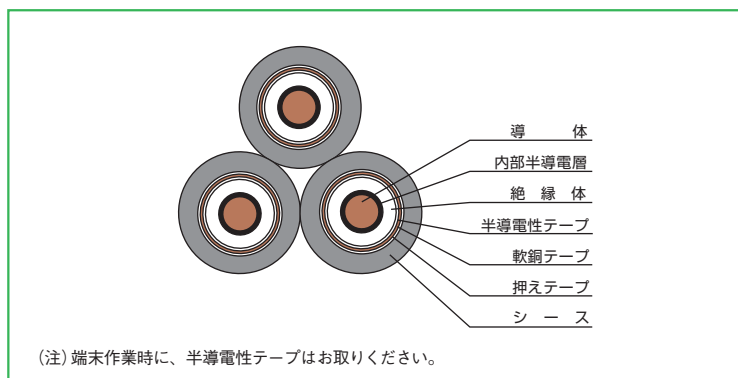 導　体
内部半導電層
絶　縁　体
半導電性テープ
軟銅テープ
押えテープ
シ　ー　ス
(注)端末作業時に、半導電性テープはお取りください。